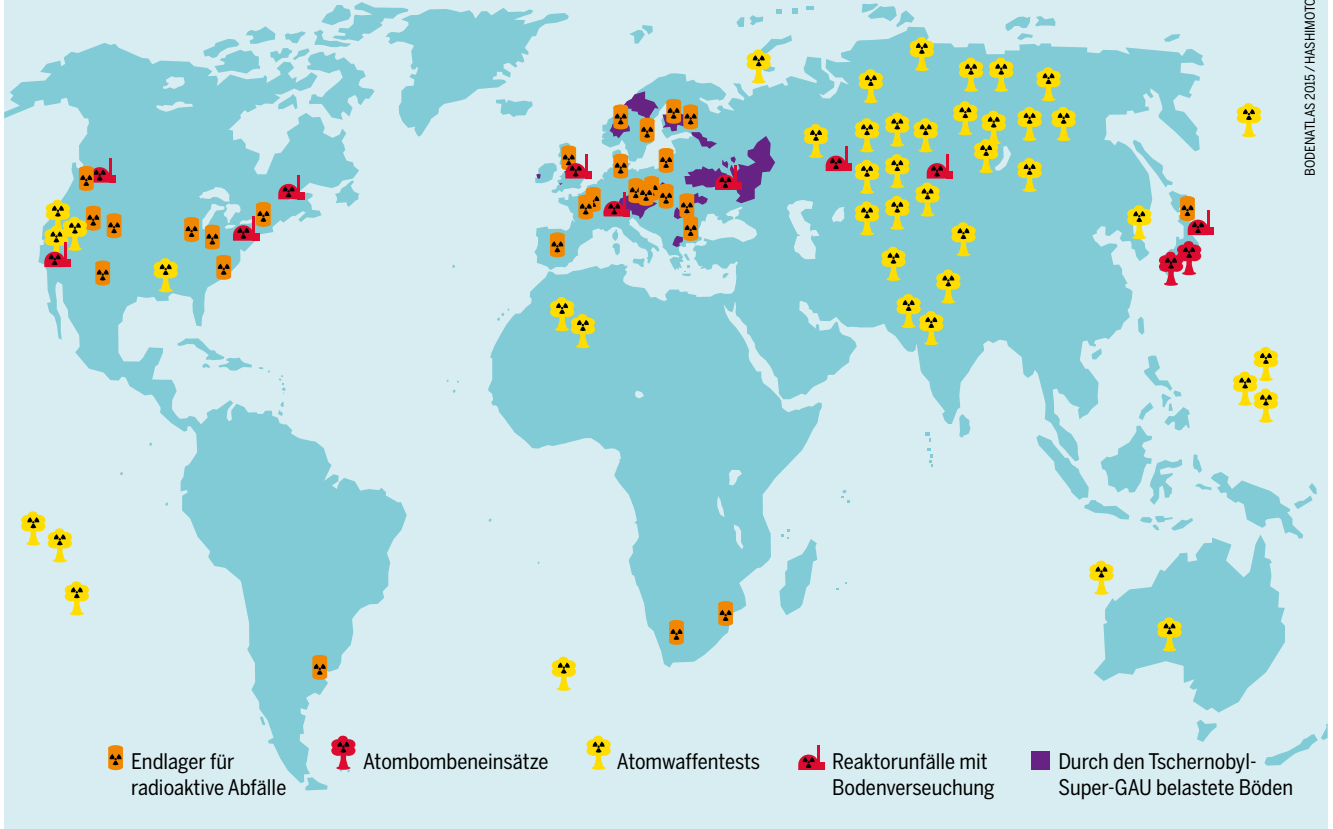 BODENATLAS 2015 / HASHIMOTO
Endlager für
radioaktive Abfälle
Atombombeneinsätze
Atomwaffentests
Reaktorunfälle mit
Bodenverseuchung
Durch den Tschernobyl-
Super-GAU belastete Böden